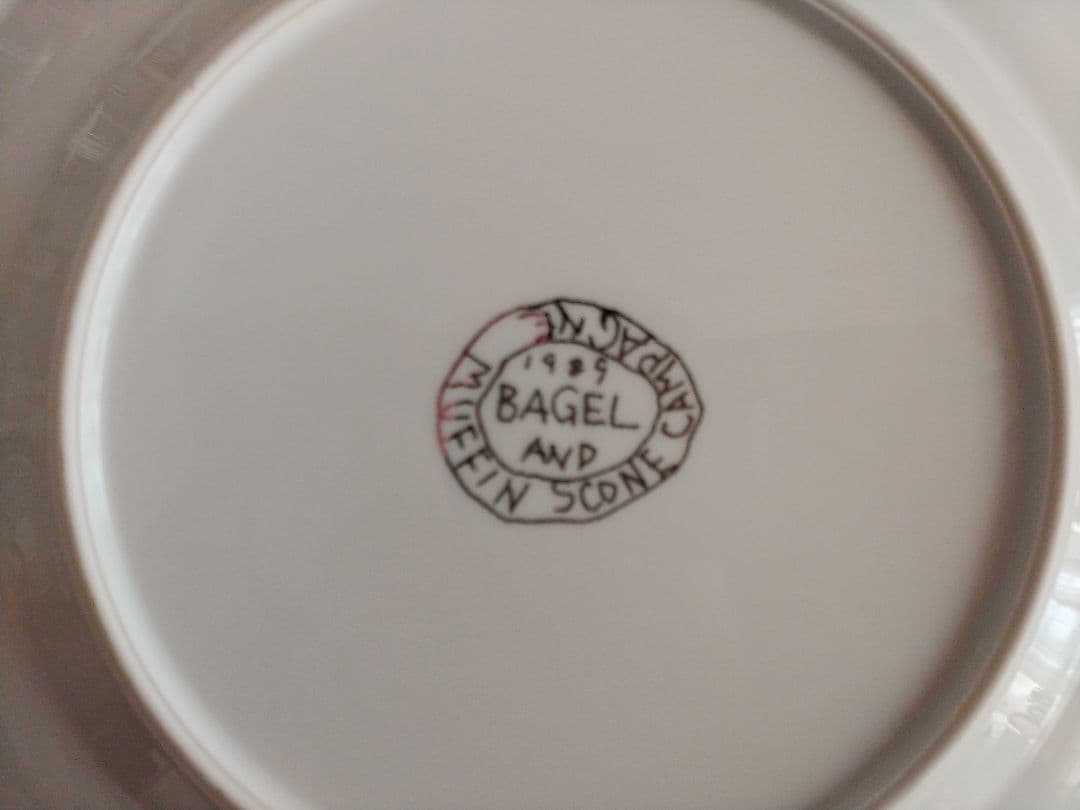 1989
BAGEL
AND
MUFFIN SCONE CAMPAGNE